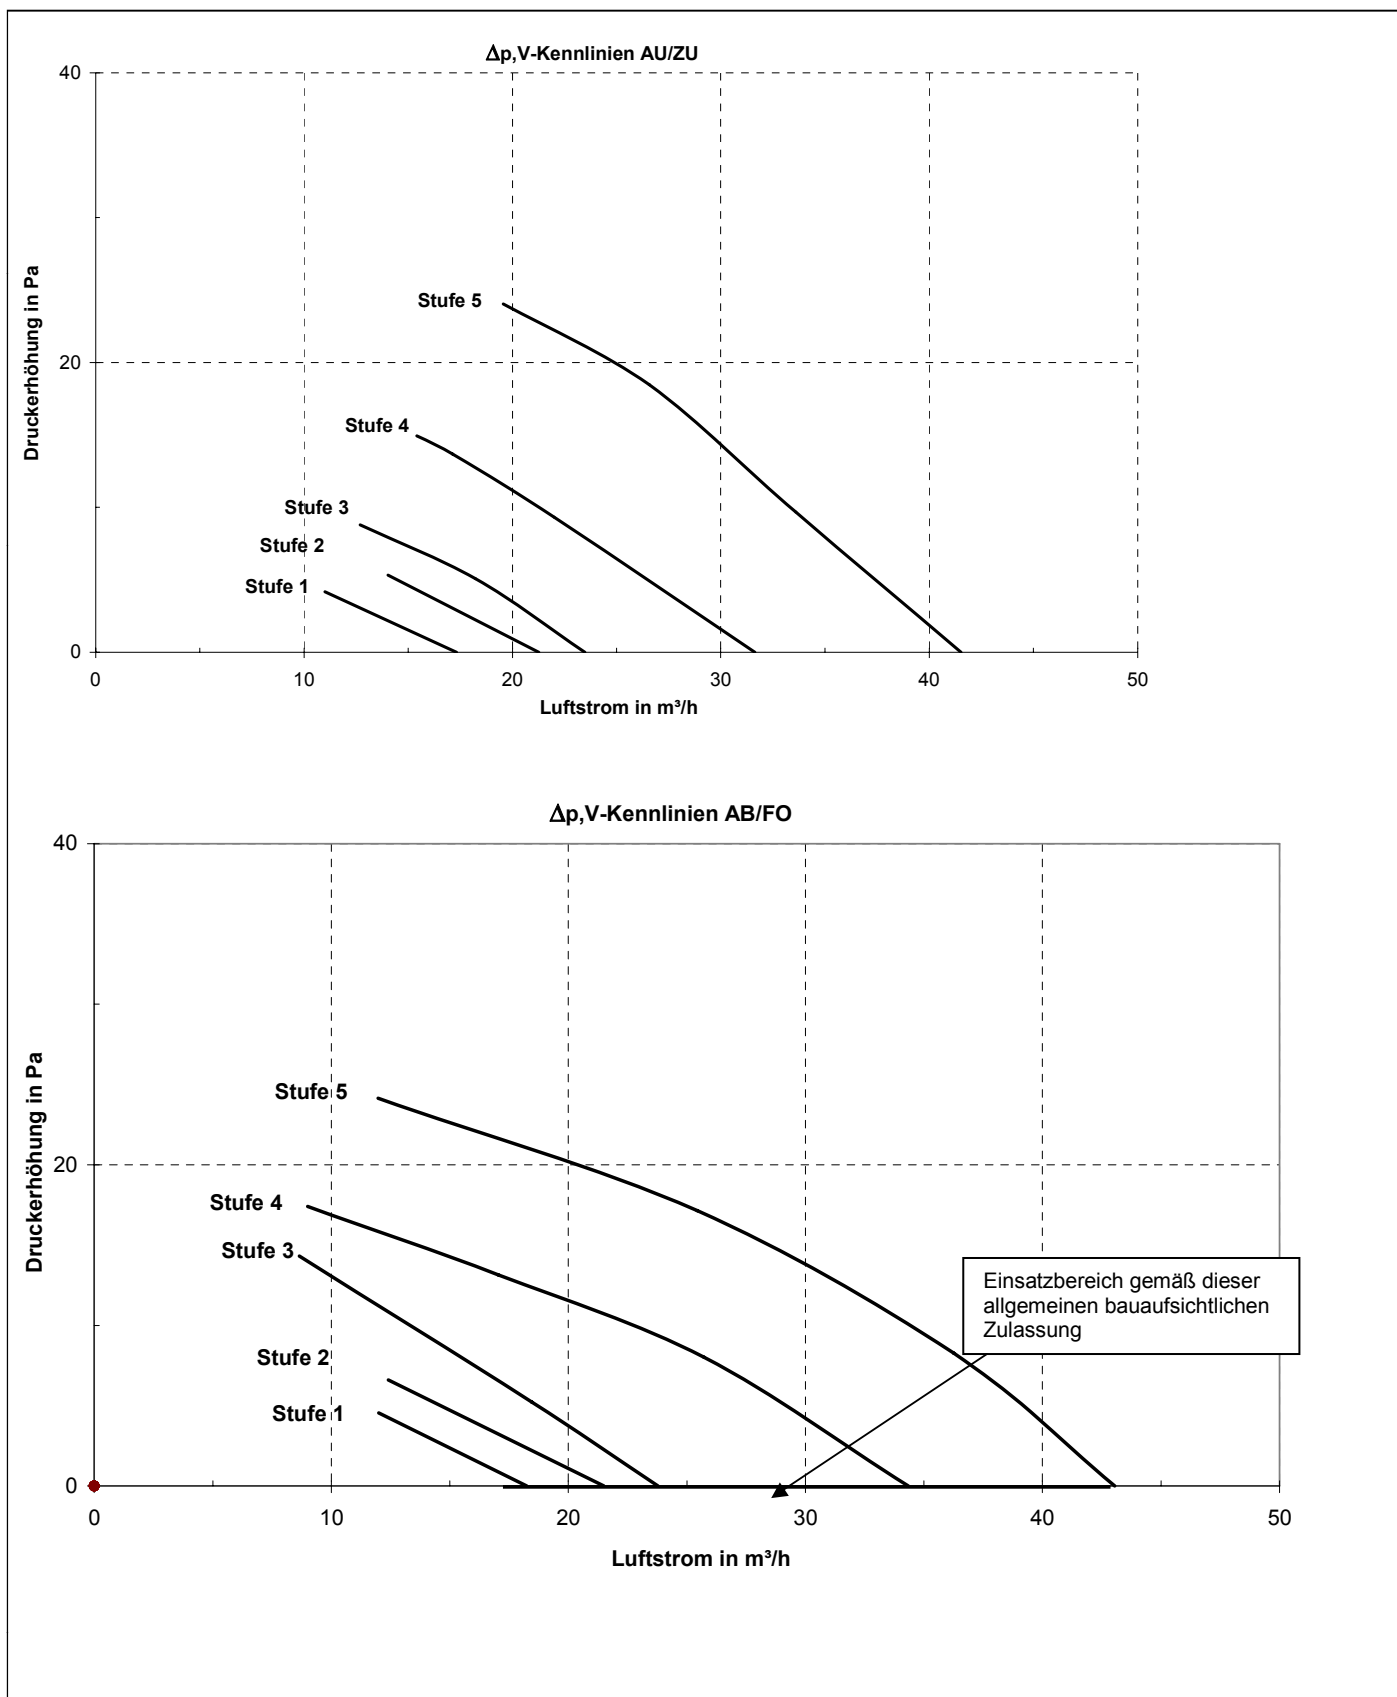 Δp,V-Kennlinien AU/ZU
40
Druckerhöhung in Pa
Stufe 5
20
Stufe 4
Stufe 3
Stufe 2
Stufe 1
0
0 10 20 30 40 50
Luftstrom in m³/h
Δp,V-Kennlinien AB/FO
40
Druckerhöhung in Pa
Stufe 5
20
Stufe 4
Stufe 3
Einsatzbereich gemäß dieser
allgemeinen bauaufsichtlichen
Zulassung
Stufe 2
Stufe 1
0
0 10 20 30 40 50
Luftstrom in m³/h